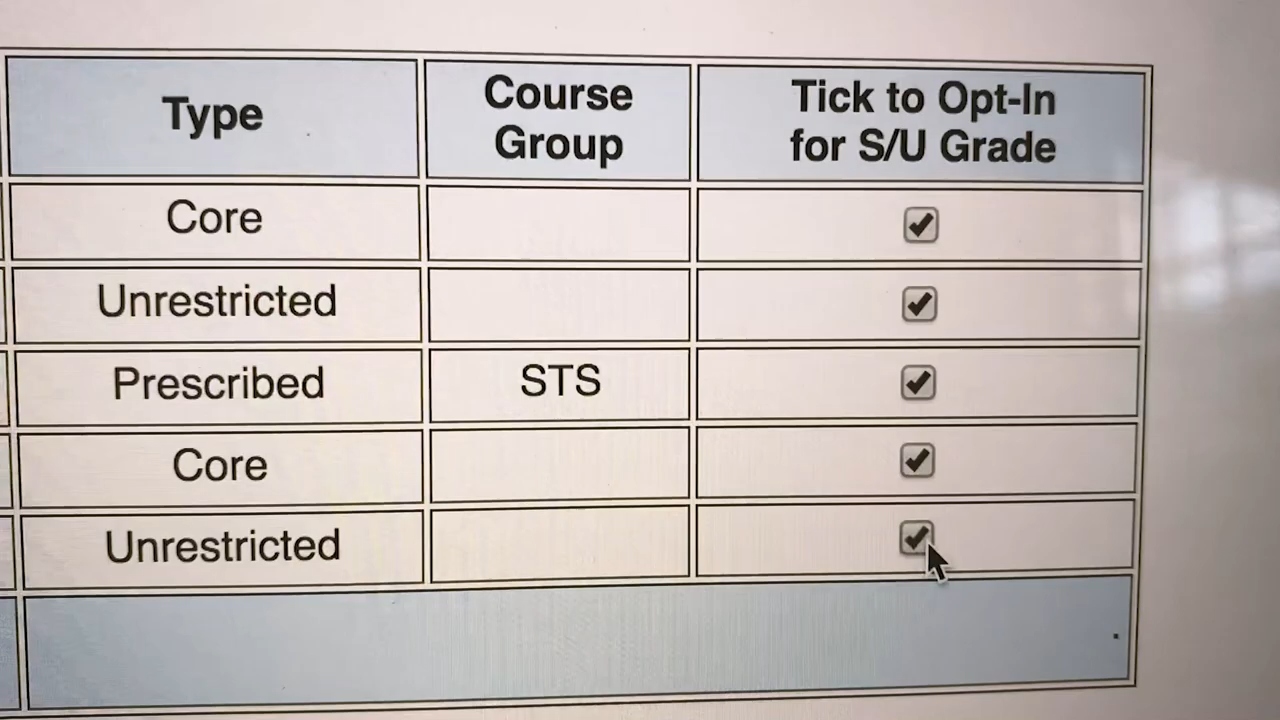 Type
Course
Group
Tick to Opt-In
for S/U Grade
Core
Unrestricted
Prescribed STS
Core
Unrestricted